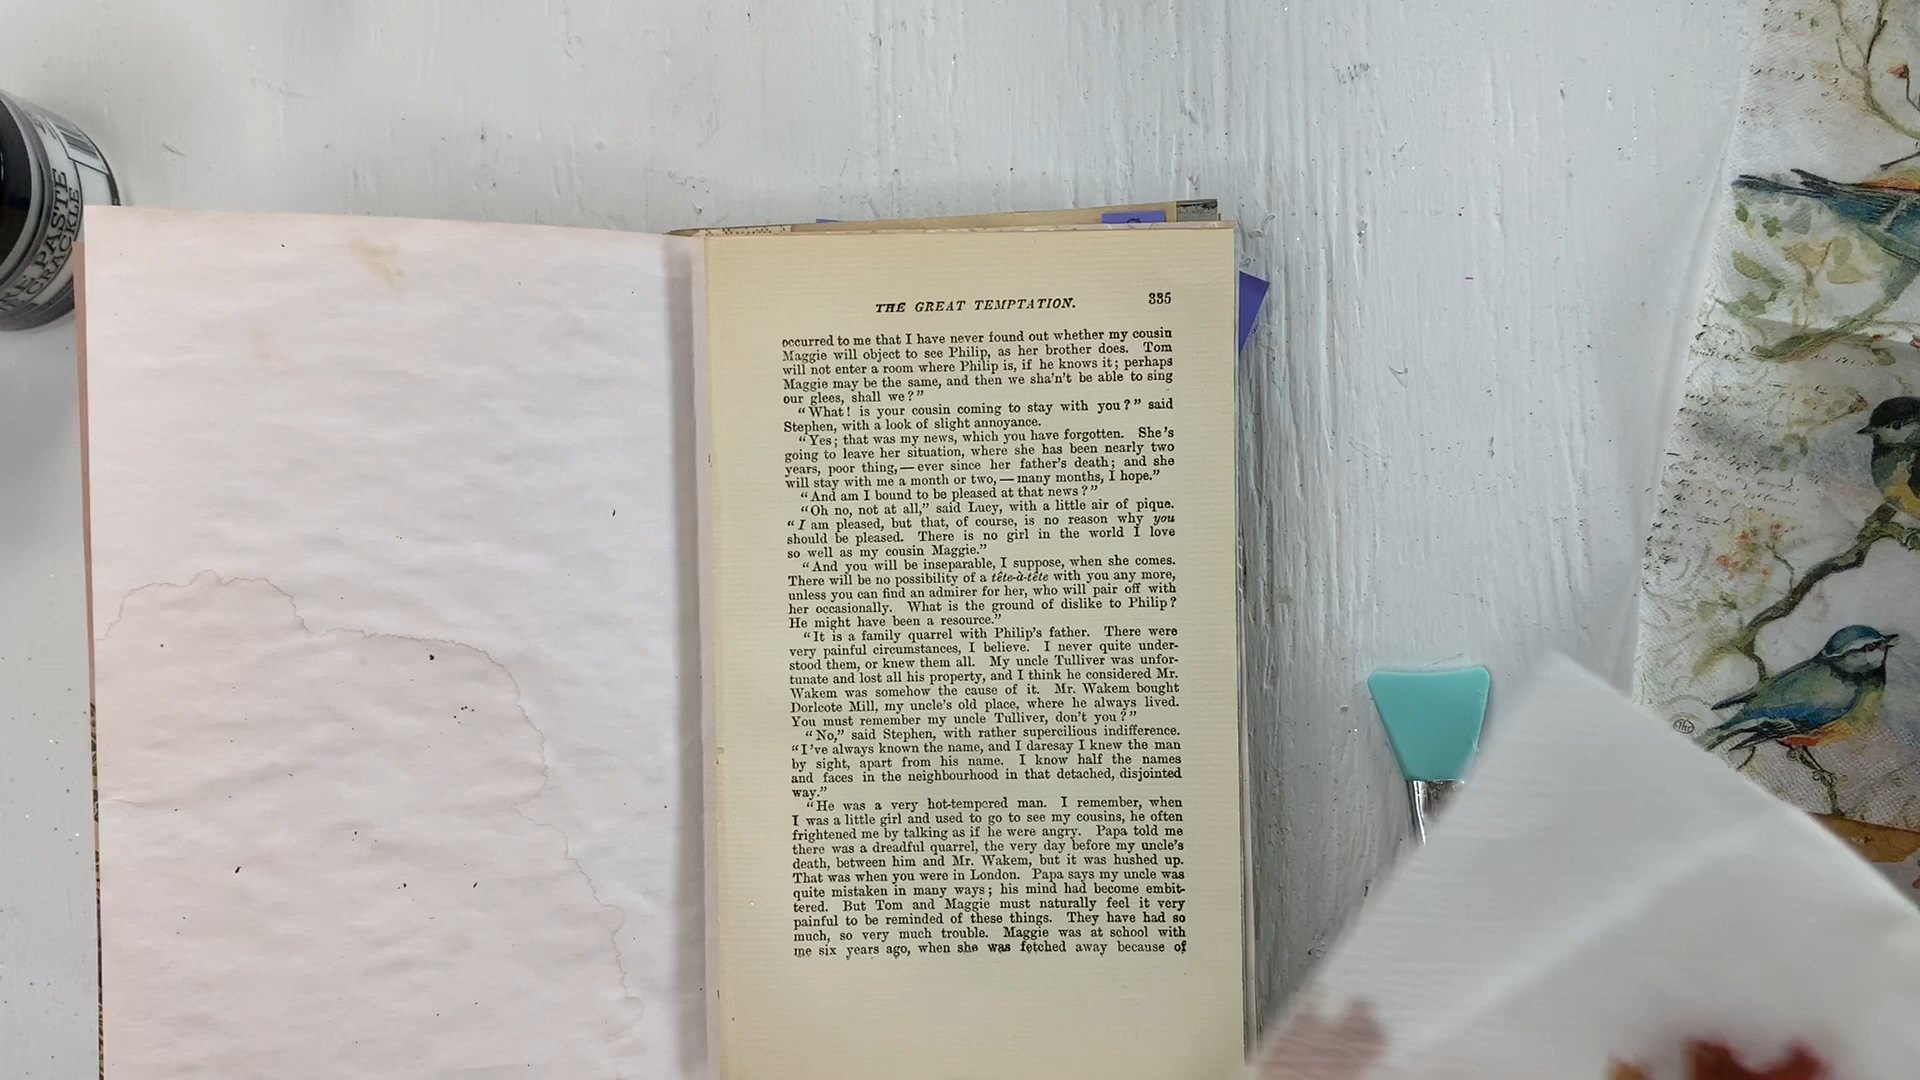 PASTE
CRACKLE
THE GREAT TEMPTATION.
335
occurred to me that I have never found out whether my cousin
Maggie will object to see Philip, as her brother does. Tom
will not enter a room where Philip is, if he knows it; perhaps
Maggie may be the same, and then we sha'n't be able to sing
our glees, shall we?"
"What! is your cousin coming to stay with you?" said
Stephen, with a look of slight annoyance.
"Yes; that was my news, which you have forgotten. She's
going to leave her situation, where she has been nearly two
years, poor thing, — ever since her father's death; and she
will stay with me a month or two, — many months, I hope."
"And am I bound to be pleased at that news?"
"Oh no, not at all," said Lucy, with a little air of pique.
"I am pleased, but that, of course, is no reason why you
should be pleased. There is no girl in the world I love
so well as my cousin Maggie."
"And you will be inseparable, I suppose, when she comes.
There will be no possibility of a tête-à-tête with you any more,
unless you can find an admirer for her, who will pair off with
her occasionally. What is the ground of dislike to Philip?
He might have been a resource."
"It is a family quarrel with Philip's father. There were
very painful circumstances, I believe. I never quite under-
stood them, or knew them all. My uncle Tulliver was unfor-
tunate and lost all his property, and I think he considered Mr.
Wakem was somehow the cause of it. Mr. Wakem bought
Dorlcote Mill, my uncle's old place, where he always lived.
You must remember my uncle Tulliver, don't you?"
"No," said Stephen, with rather supercilious indifference.
"I've always known the name, and I daresay I knew the man
by sight, apart from his name. I know half the names
and faces in the neighbourhood in that detached, disjointed
way."
"He was a very hot-tempered man. I remember, when
I was a little girl and used to go to see my cousins, he often
frightened me by talking as if he were angry. Papa told me
there was a dreadful quarrel, the very day before my uncle's
death, between him and Mr. Wakem, but it was hushed up.
That was when you were in London. Papa says my uncle was
quite mistaken in many ways; his mind had become embit-
tered. But Tom and Maggie must naturally feel it very
painful to be reminded of these things. They have had so
much, so very much trouble. Maggie was at school with
me six years ago, when she was fetched away because of